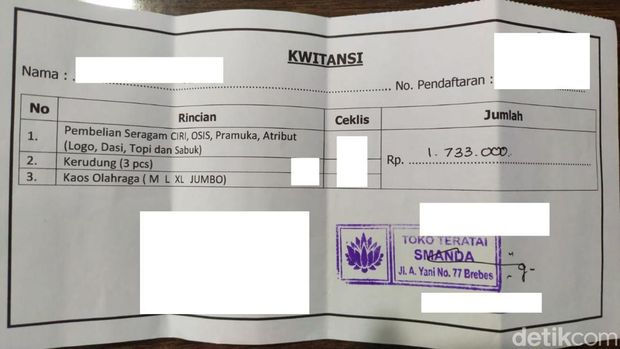 KWITANSI
Nama :
No. Pendaftaran :
No Rincian Ceklis Jumlah
1. Pembelian Seragam CIRI, OSIS, Pramuka, Atribut
(Logo, Dasi, Topi dan Sabuk)
Rp. 1.733.000
2. Kerudung (3 pcs)
3. Kaos Olahraga ( M L XL JUMBO)
TOKO TERATAI
SMANDA
Jl. A. Yani No. 77 Brebes
detikcom